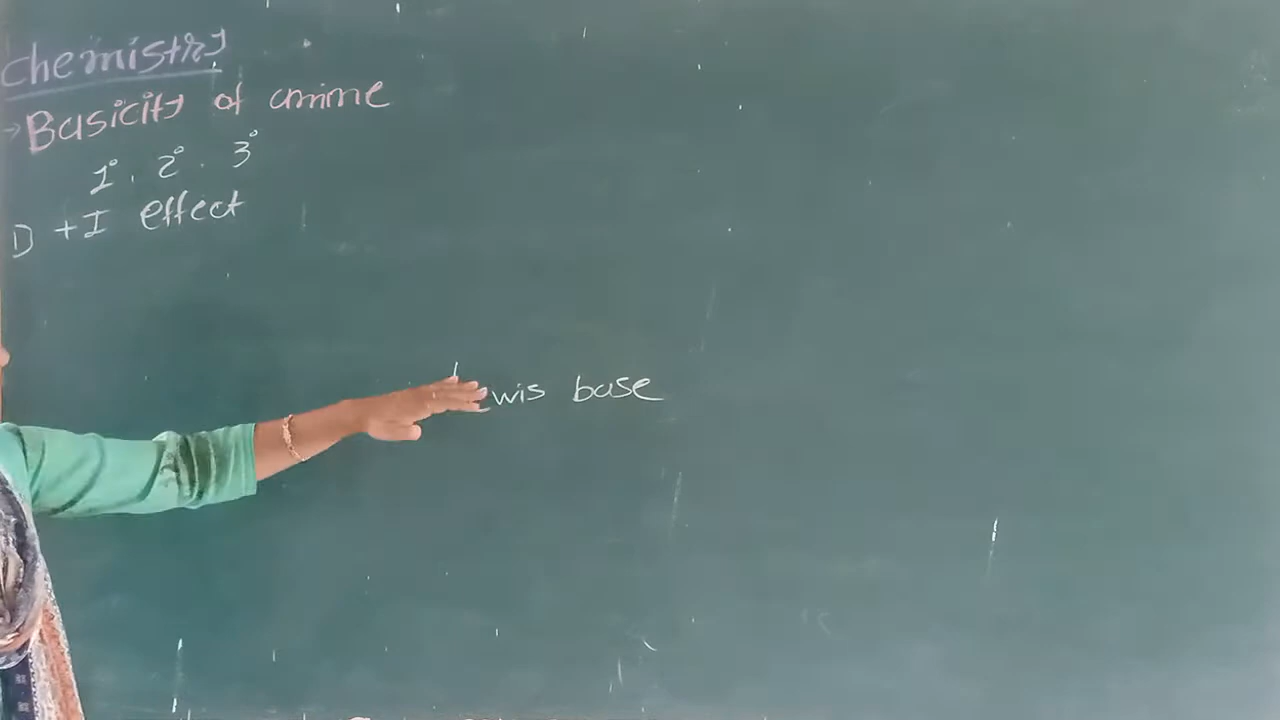 Chemistry
→ Basicity of amine
1°, 2°. 3°
1) +I effect
wis base